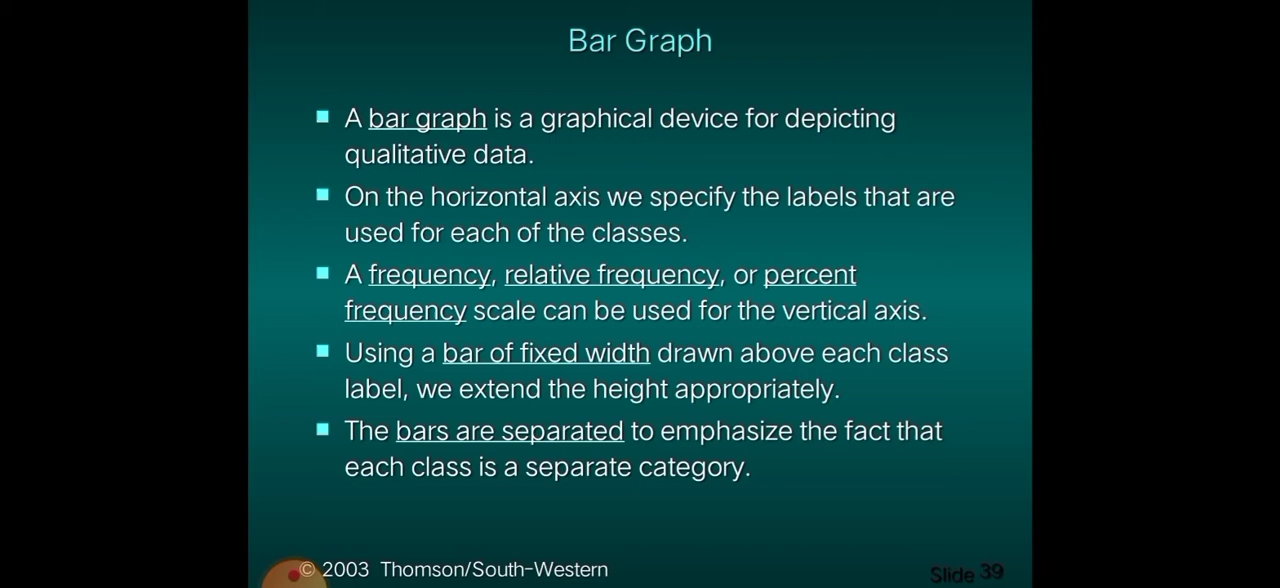 Bar Graph
A bar graph is a graphical device for depicting
qualitative data.
On the horizontal axis we specify the labels that are
used for each of the classes.
A frequency, relative frequency, or percent
frequency scale can be used for the vertical axis.
Using a bar of fixed width drawn above each class
label, we extend the height appropriately.
The bars are separated to emphasize the fact that
each class is a separate category.
© 2003 Thomson/South-Western
Slide 39